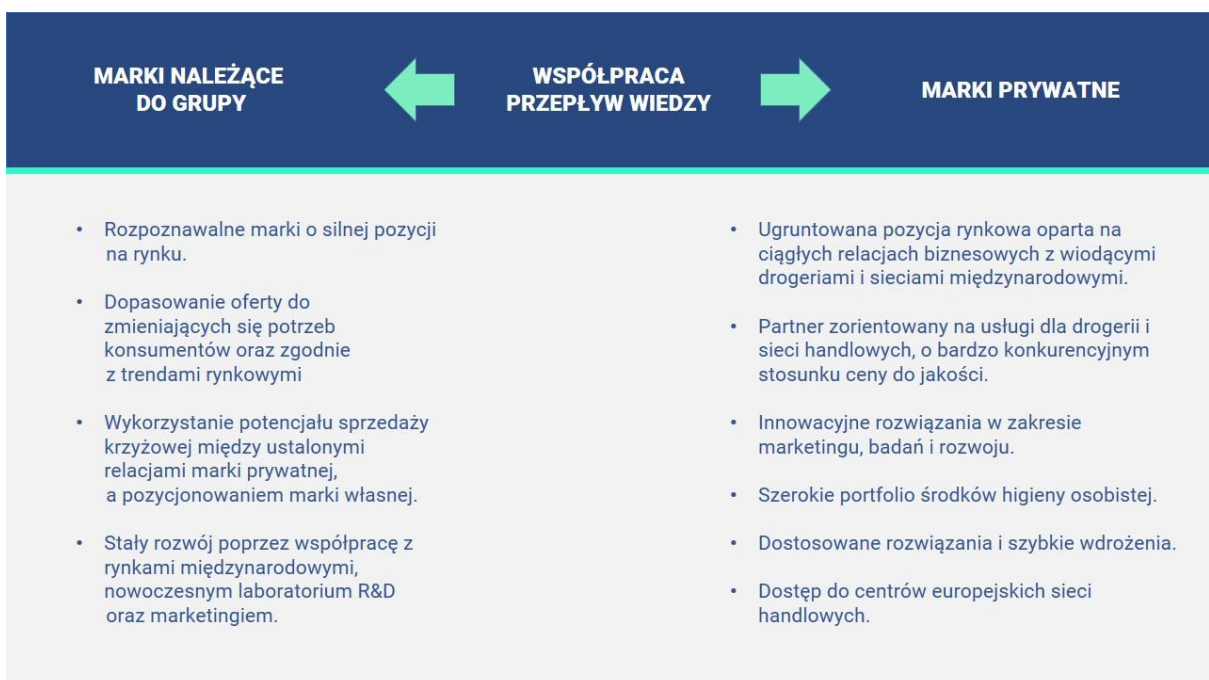 MARKI NALEŻĄCE
DO GRUPY
WSPÓŁPRACA
PRZEPŁYW WIEDZY
MARKI PRYWATNE
• Rozpoznawalne marki o silnej pozycji
na rynku.
• Dopasowanie oferty do
zmieniających się potrzeb
konsumentów oraz zgodnie
z trendami rynkowymi
• Wykorzystanie potencjału sprzedaży
krzyżowej między ustalonymi
relacjami marki prywatnej,
a pozycjonowaniem marki własnej.
• Stały rozwój poprzez współpracę z
rynkami międzynarodowymi,
nowoczesnym laboratorium R&D
oraz marketingiem.
• Ugruntowana pozycja rynkowa oparta na
ciągłych relacjach biznesowych z wiodącymi
drogeriami i sieciami międzynarodowymi.
• Partner zorientowany na usługi dla drogerii i
sieci handlowych, o bardzo konkurencyjnym
stosunku ceny do jakości.
• Innowacyjne rozwiązania w zakresie
marketingu, badań i rozwoju.
• Szerokie portfolio środków higieny osobistej.
• Dostosowane rozwiązania i szybkie wdrożenia.
• Dostęp do centrów europejskich sieci
handlowych.